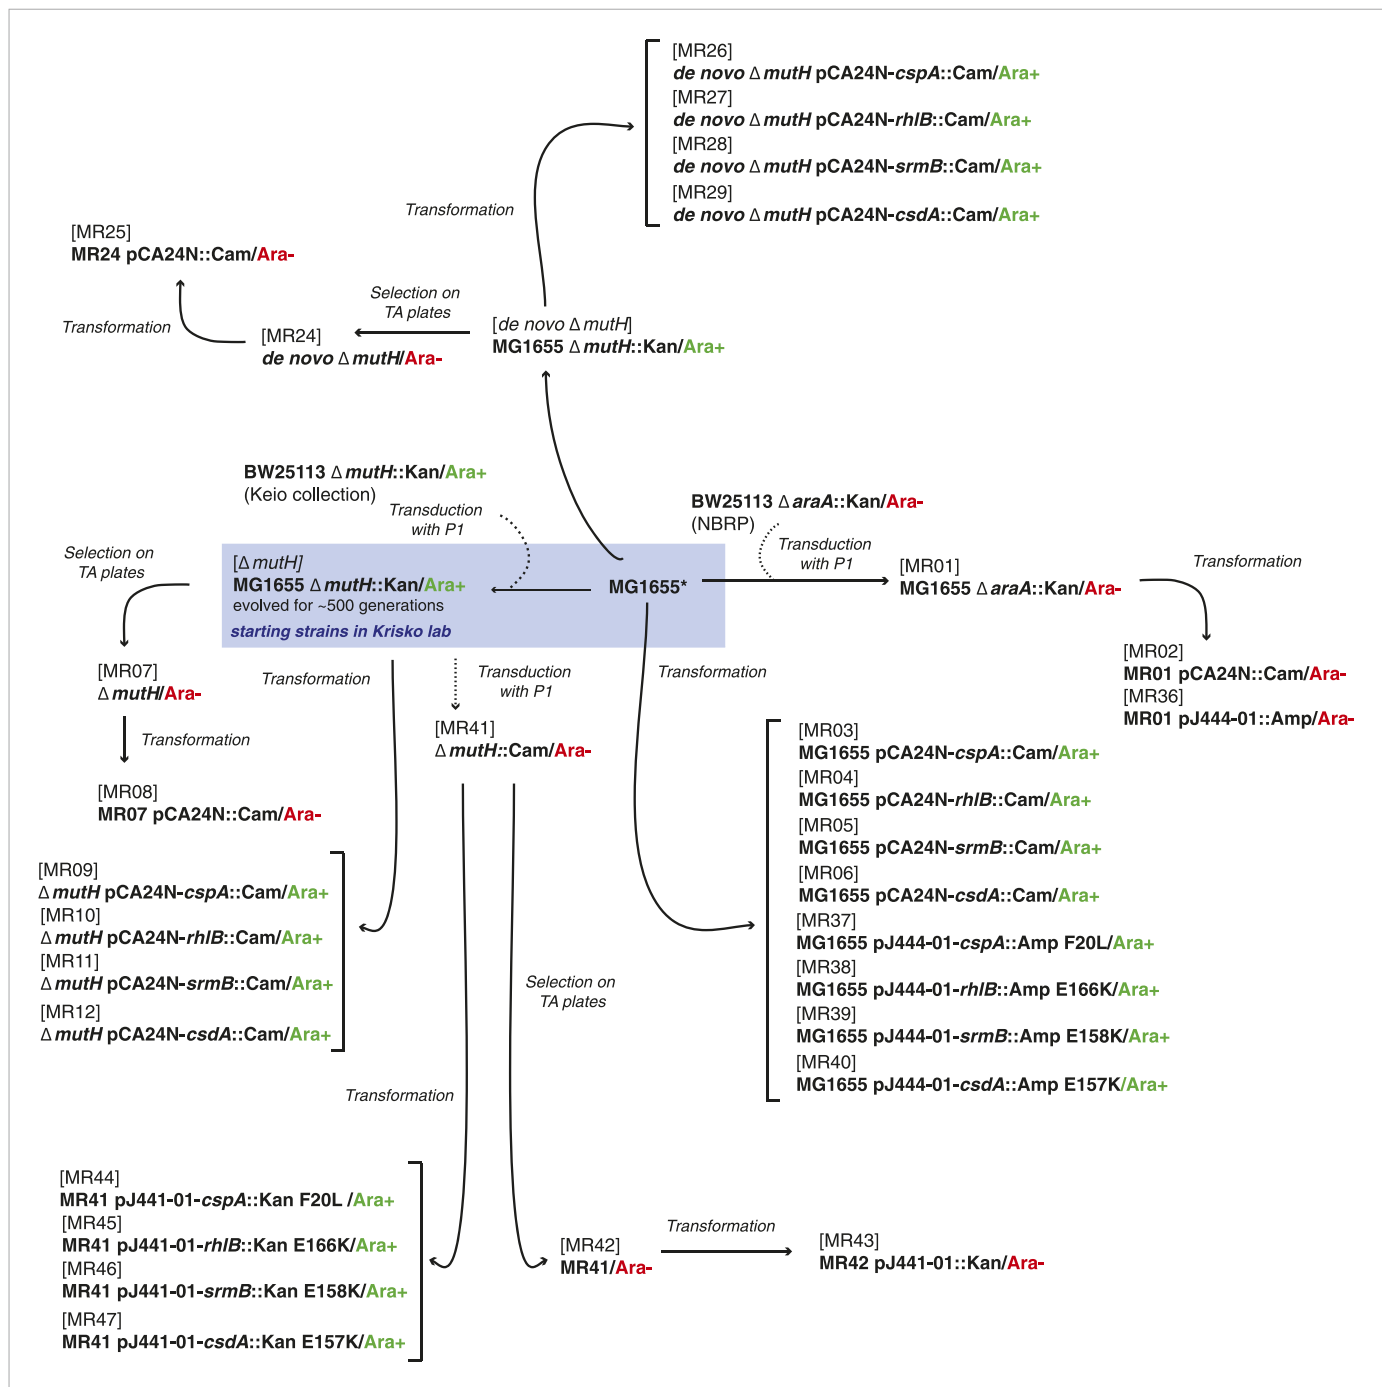 [MR26]
de novo Δ mutH pCA24N-cspA::Cam/Ara+
[MR27]
de novo Δ mutH pCA24N-rhlB::Cam/Ara+
[MR28]
de novo Δ mutH pCA24N-srmB::Cam/Ara+
[MR29]
de novo Δ mutH pCA24N-csdA::Cam/Ara+
Transformation
[MR25]
MR24 pCA24N::Cam/Ara-
Transformation
Selection on
TA plates
[MR24]
de novo Δ mutH/Ara-
[de novo Δ mutH]
MG1655 Δ mutH::Kan/Ara+
BW25113 Δ mutH::Kan/Ara+
(Keio collection)
Transduction
with P1
BW25113 Δ araA::Kan/Ara-
(NBRP)
Transduction
with P1
Selection on
TA plates
[Δ mutH]
MG1655 Δ mutH::Kan/Ara+
evolved for ~500 generations
starting strains in Krisko lab
MG1655*
[MR01]
MG1655 Δ araA::Kan/Ara-
Transformation
[MR02]
MR01 pCA24N::Cam/Ara-
[MR36]
MR01 pJ444-01::Amp/Ara-
[MR07]
Δ mutH/Ara-
Transformation
[MR08]
MR07 pCA24N::Cam/Ara-
Transformation
Transduction
with P1
[MR41]
Δ mutH::Cam/Ara-
Transformation
[MR03]
MG1655 pCA24N-cspA::Cam/Ara+
[MR04]
MG1655 pCA24N-rhlB::Cam/Ara+
[MR05]
MG1655 pCA24N-srmB::Cam/Ara+
[MR06]
MG1655 pCA24N-csdA::Cam/Ara+
[MR37]
MG1655 pJ444-01-cspA::Amp F20L/Ara+
[MR38]
MG1655 pJ444-01-rhlB::Amp E166K/Ara+
[MR39]
MG1655 pJ444-01-srmB::Amp E158K/Ara+
[MR40]
MG1655 pJ444-01-csdA::Amp E157K/Ara+
[MR09]
Δ mutH pCA24N-cspA::Cam/Ara+
[MR10]
Δ mutH pCA24N-rhlB::Cam/Ara+
[MR11]
Δ mutH pCA24N-srmB::Cam/Ara+
[MR12]
Δ mutH pCA24N-csdA::Cam/Ara+
Selection on
TA plates
Transformation
[MR44]
MR41 pJ441-01-cspA::Kan F20L /Ara+
[MR45]
MR41 pJ441-01-rhlB::Kan E166K/Ara+
[MR46]
MR41 pJ441-01-srmB::Kan E158K/Ara+
[MR47]
MR41 pJ441-01-csdA::Kan E157K/Ara+
[MR42]
MR41/Ara-
Transformation
[MR43]
MR42 pJ441-01::Kan/Ara-